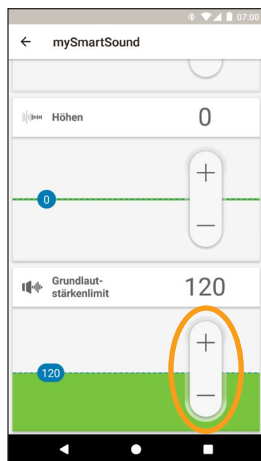 07:00
mySmartSound
Höhen 0
+
0
–
Grundlaut-
stärkenlimit 120
+
120
–